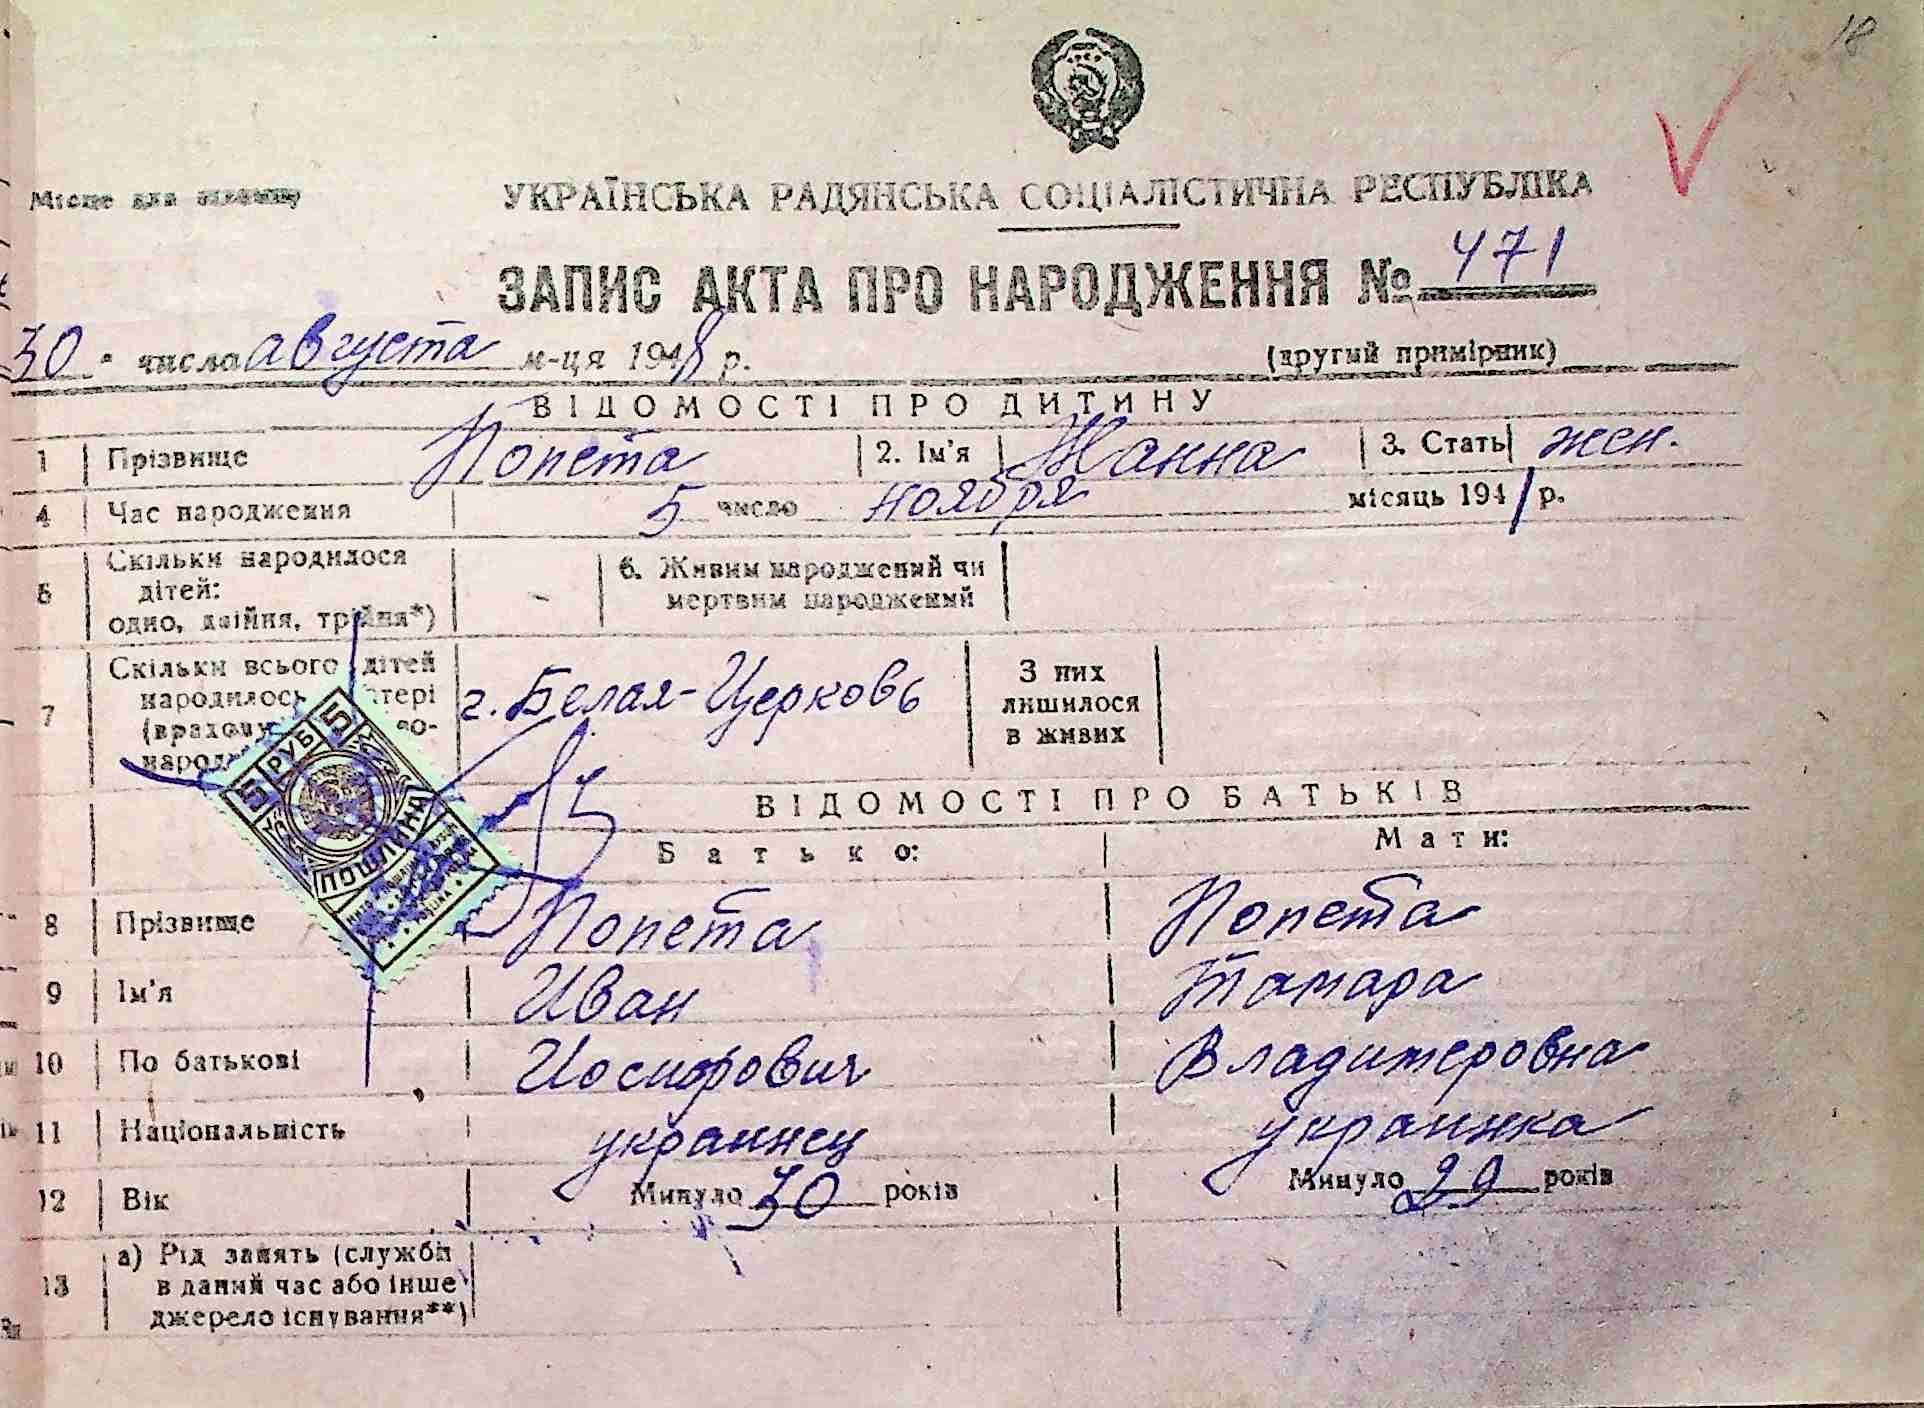 18
Місце для відмітц
УКРАЇНСЬКА РАДЯНСЬКА СОЦІАЛІСТИЧНА РЕСПУБЛІКА
ЗАПИС АКТА ПРО НАРОДЖЕННЯ № 471
30 числа августа м-ця 1948 р. (другий примірник)
ВІДОМОСТІ ПРО ДИТИНУ
1 Прізвище Попета 2. Ім'я Жанна 3. Стать жен.
4 Час народження 5 число ноября місяць 1941 р.
5 Скільки народилося дітей: одно, двійня, трійня*) - 6. Живим народжений чи мертвим народжений
7 Скільки всього дітей г. Белая-Церковь З них лишилося в живих
5 РУБ 5
ПОШЛИНА
ВІДОМОСТІ ПРО БАТЬКІВ
Батько: Мати:
8 Прізвище Попета Попета
9 Ім'я Иван Тамара
10 По батькові Иосифович Владимеровна
11 Національність украинец украинка
12 Вік Минуло 30 років Минуло 29 років
13 а) Рід занять (служби
в даний час або інше
джерело існування**)